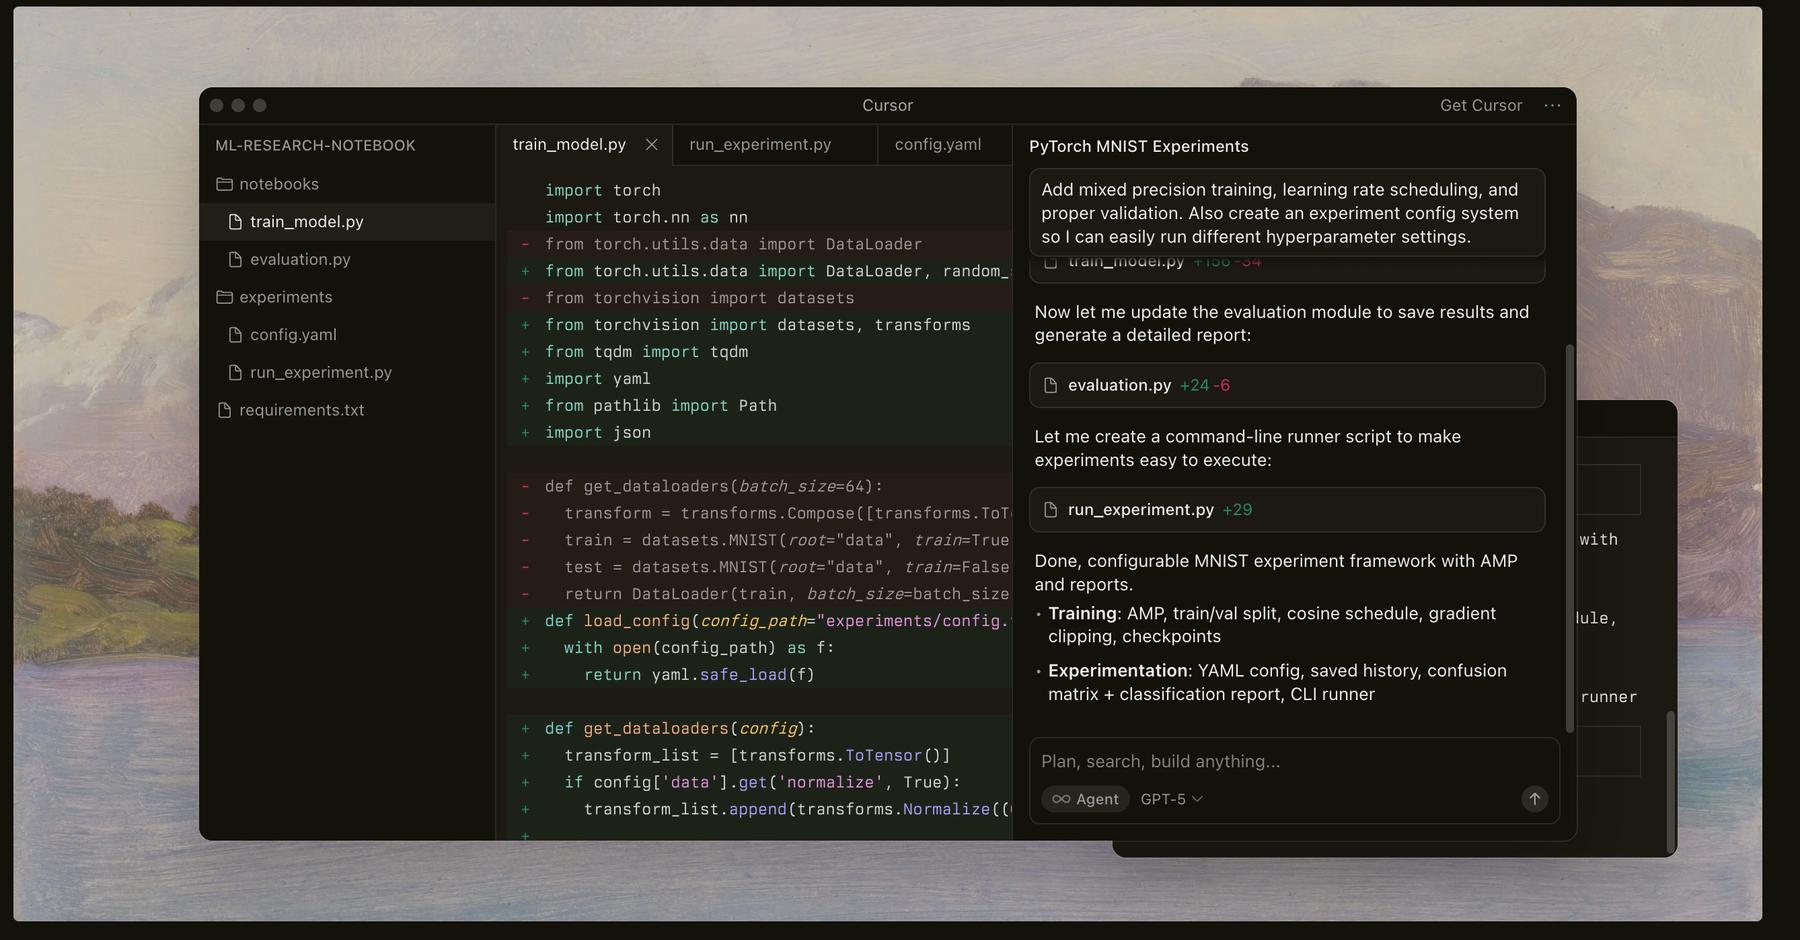 Cursor
Get Cursor
ML-RESEARCH-NOTEBOOK
notebooks
train_model.py
evaluation.py
experiments
config.yaml
run_experiment.py
requirements.txt
train_model.py
run_experiment.py
config.yaml
import torch
import torch.nn as nn
- from torch.utils.data import DataLoader
+ from torch.utils.data import DataLoader, random_
- from torchvision import datasets
+ from torchvision import datasets, transforms
+ from tqdm import tqdm
+ import yaml
+ from pathlib import Path
+ import json
- def get_dataloaders(batch_size=64):
-   transform = transforms.Compose([transforms.ToT
-   train = datasets.MNIST(root="data", train=True
-   test = datasets.MNIST(root="data", train=False
-   return DataLoader(train, batch_size=batch_size
+ def load_config(config_path="experiments/config.
+   with open(config_path) as f:
+     return yaml.safe_load(f)
+ def get_dataloaders(config):
+   transform_list = [transforms.ToTensor()]
+   if config['data'].get('normalize', True):
+     transform_list.append(transforms.Normalize((
+
PyTorch MNIST Experiments
Add mixed precision training, learning rate scheduling, and
proper validation. Also create an experiment config system
so I can easily run different hyperparameter settings.
train_model.py +156 -34
Now let me update the evaluation module to save results and
generate a detailed report:
evaluation.py +24 -6
Let me create a command-line runner script to make
experiments easy to execute:
run_experiment.py +29
Done, configurable MNIST experiment framework with AMP
and reports.
• Training: AMP, train/val split, cosine schedule, gradient
clipping, checkpoints
• Experimentation: YAML config, saved history, confusion
matrix + classification report, CLI runner
Plan, search, build anything...
Agent
GPT-5
with
dule,
runner